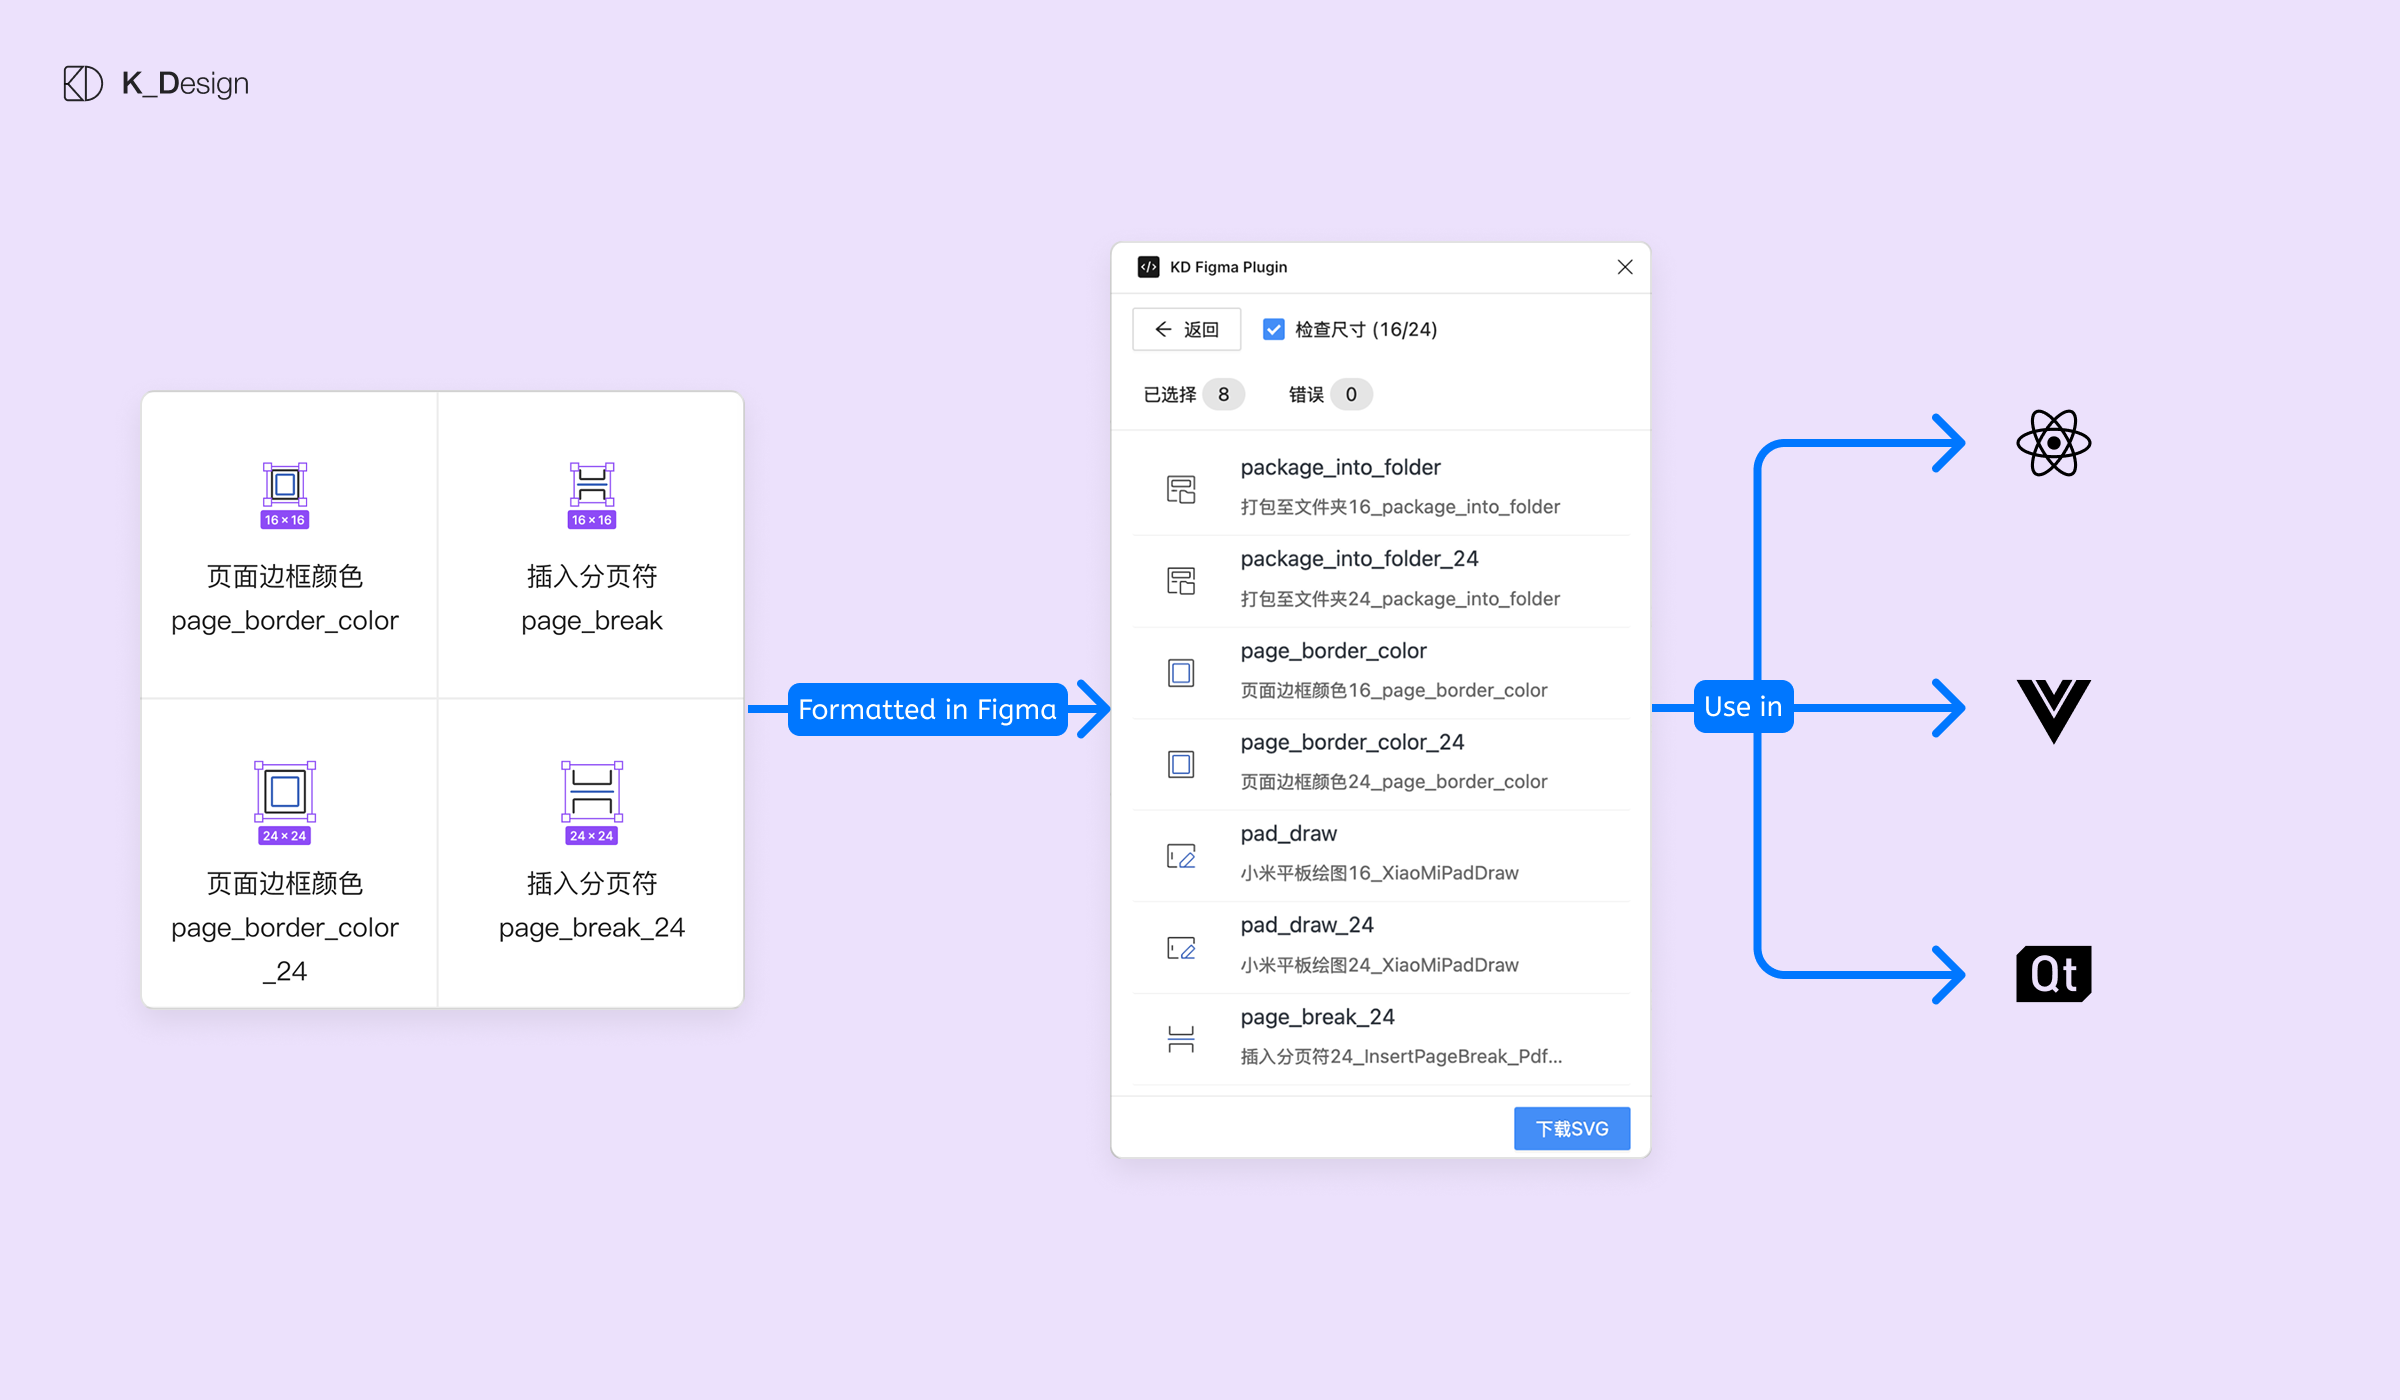 K_Design
16×16
页面边框颜色
page_border_color
16×16
插入分页符
page_break
24×24
页面边框颜色
page_border_color
_24
24×24
插入分页符
page_break_24
Formatted in Figma
KD Figma Plugin
返回
检查尺寸 (16/24)
已选择 8
错误 0
package_into_folder
打包至文件夹16_package_into_folder
package_into_folder_24
打包至文件夹24_package_into_folder
page_border_color
页面边框颜色16_page_border_color
page_border_color_24
页面边框颜色24_page_border_color
pad_draw
小米平板绘图16_XiaoMiPadDraw
pad_draw_24
小米平板绘图24_XiaoMiPadDraw
page_break_24
插入分页符24_InsertPageBreak_Pdf...
下载SVG
Use in
Qt